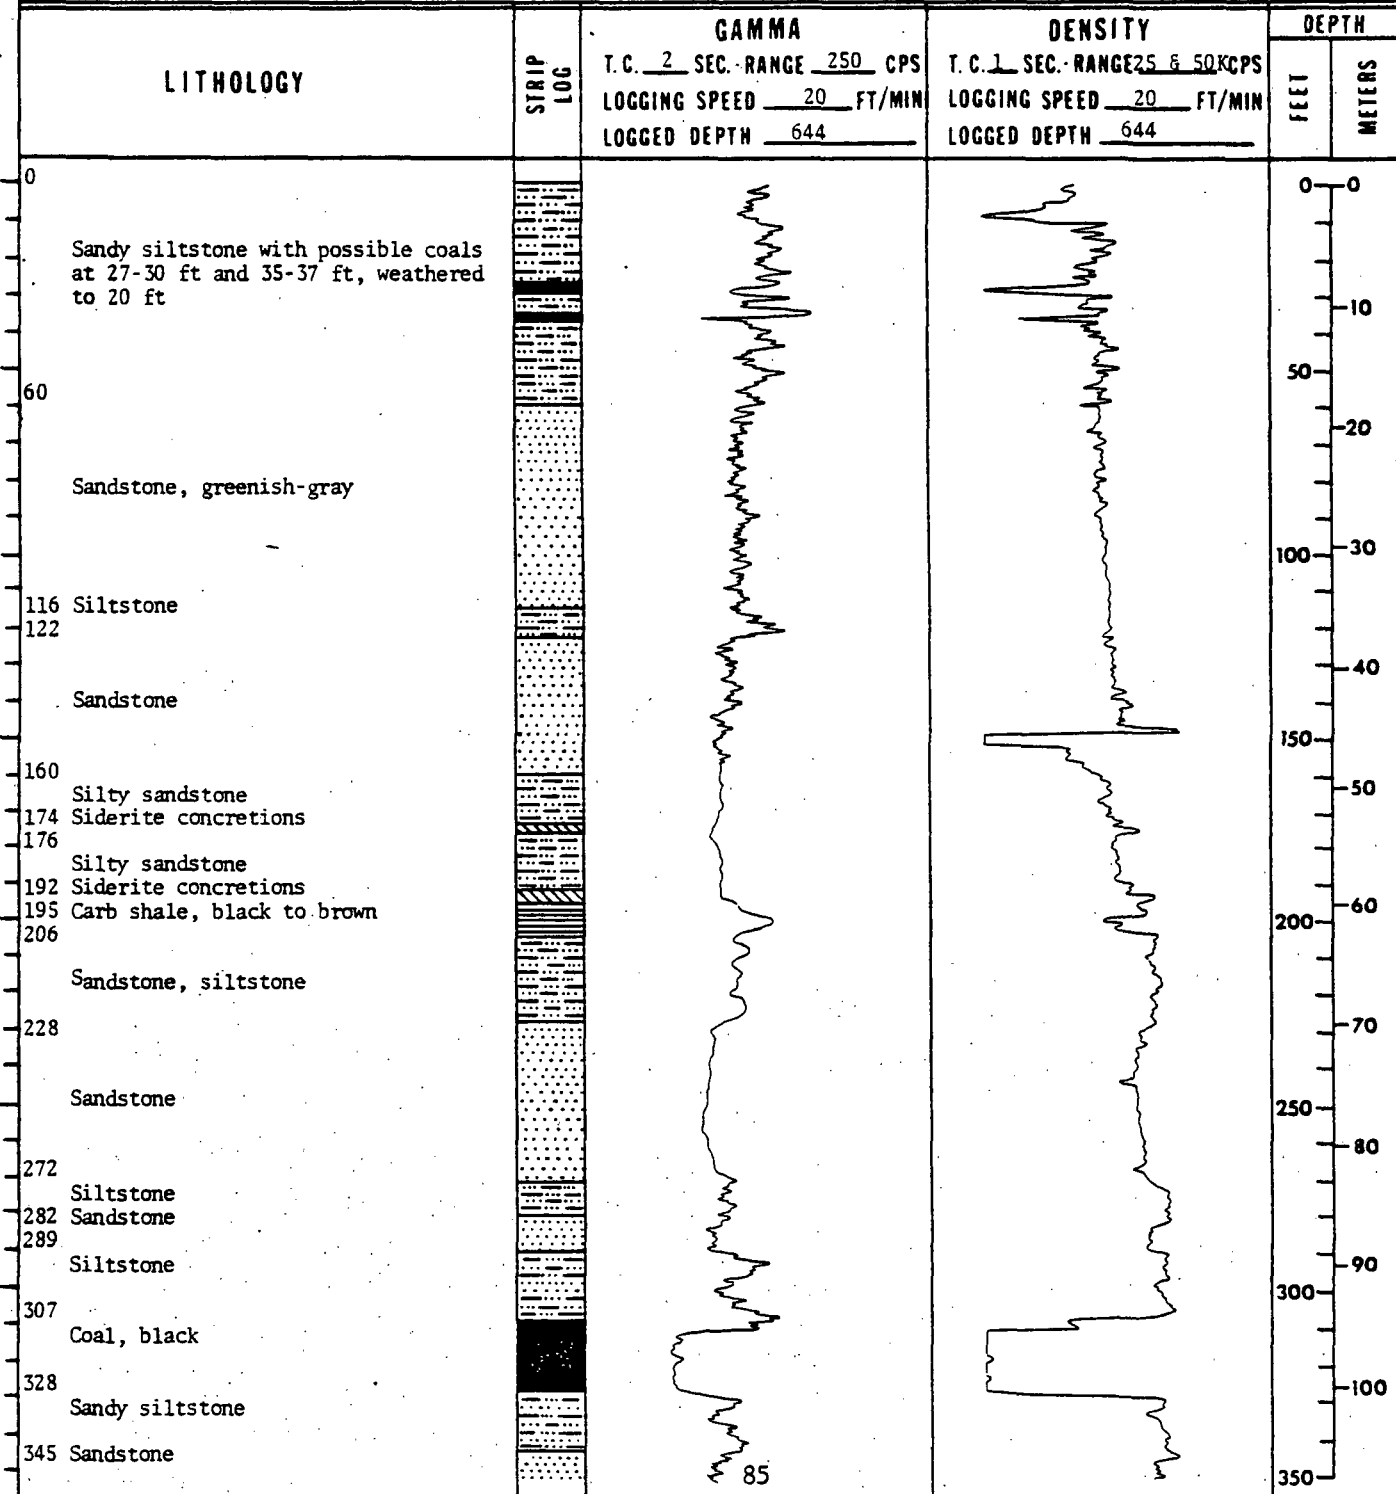 LITHOLOGY
STRIP LOG
GAMMA
T.C. 2 SEC. RANGE 250 CPS
LOGGING SPEED 20 FT/MIN
LOGGED DEPTH 644
DENSITY
T.C. 1 SEC. RANGE 25 & 50K CPS
LOGGING SPEED 20 FT/MIN
LOGGED DEPTH 644
DEPTH
FEET
METERS
0
Sandy siltstone with possible coals
at 27-30 ft and 35-37 ft, weathered
to 20 ft
60
Sandstone, greenish-gray
116 Siltstone
122
Sandstone
160
Silty sandstone
174 Siderite concretions
176
Silty sandstone
192 Siderite concretions
195 Carb shale, black to brown
206
Sandstone, siltstone
228
Sandstone
272
Siltstone
282 Sandstone
289
Siltstone
307
Coal, black
328
Sandy siltstone
345 Sandstone
85
0
50
100
150
200
250
300
350
0
10
20
30
40
50
60
70
80
90
100